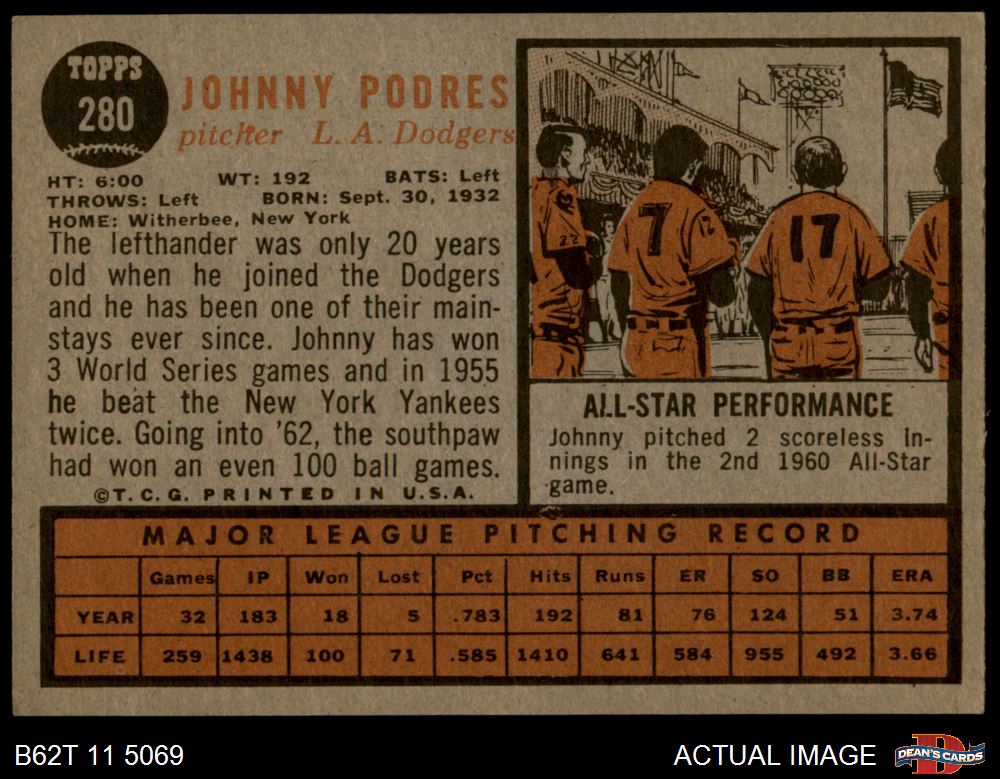 TOPPS
280
JOHNNY PODRES
pitcher L. A. Dodgers
HT: 6:00 WT: 192 BATS: Left
THROWS: Left BORN: Sept. 30, 1932
HOME: Witherbee, New York
The lefthander was only 20 years
old when he joined the Dodgers
and he has been one of their main-
stays ever since. Johnny has won
3 World Series games and in 1955
he beat the New York Yankees
twice. Going into '62, the southpaw
had won an even 100 ball games.
©T.C.G. PRINTED IN U.S.A.
22
7
12
17
ALL-STAR PERFORMANCE
Johnny pitched 2 scoreless in-
nings in the 2nd 1960 All-Star
game.
MAJOR LEAGUE PITCHING RECORD
Games IP Won Lost Pct Hits Runs ER SO BB ERA
YEAR 32 183 18 5 .783 192 81 76 124 51 3.74
LIFE 259 1438 100 71 .585 1410 641 584 955 492 3.66
B62T 11 5069
ACTUAL IMAGE
DEAN'S CARDS